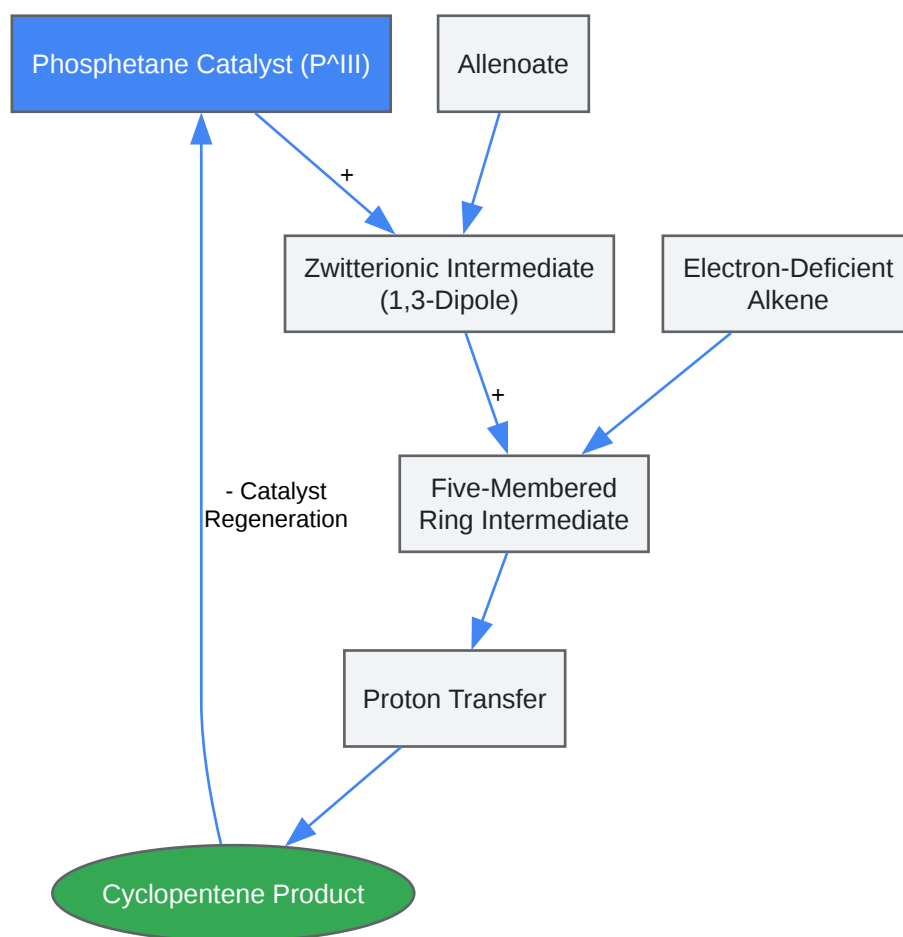 Phosphetane Catalyst (P^III)
Allenoate
+
Zwitterionic Intermediate
(1,3-Dipole)
Electron-Deficient
Alkene
+
Five-Membered
Ring Intermediate
- Catalyst
Regeneration
Proton Transfer
Cyclopentene Product